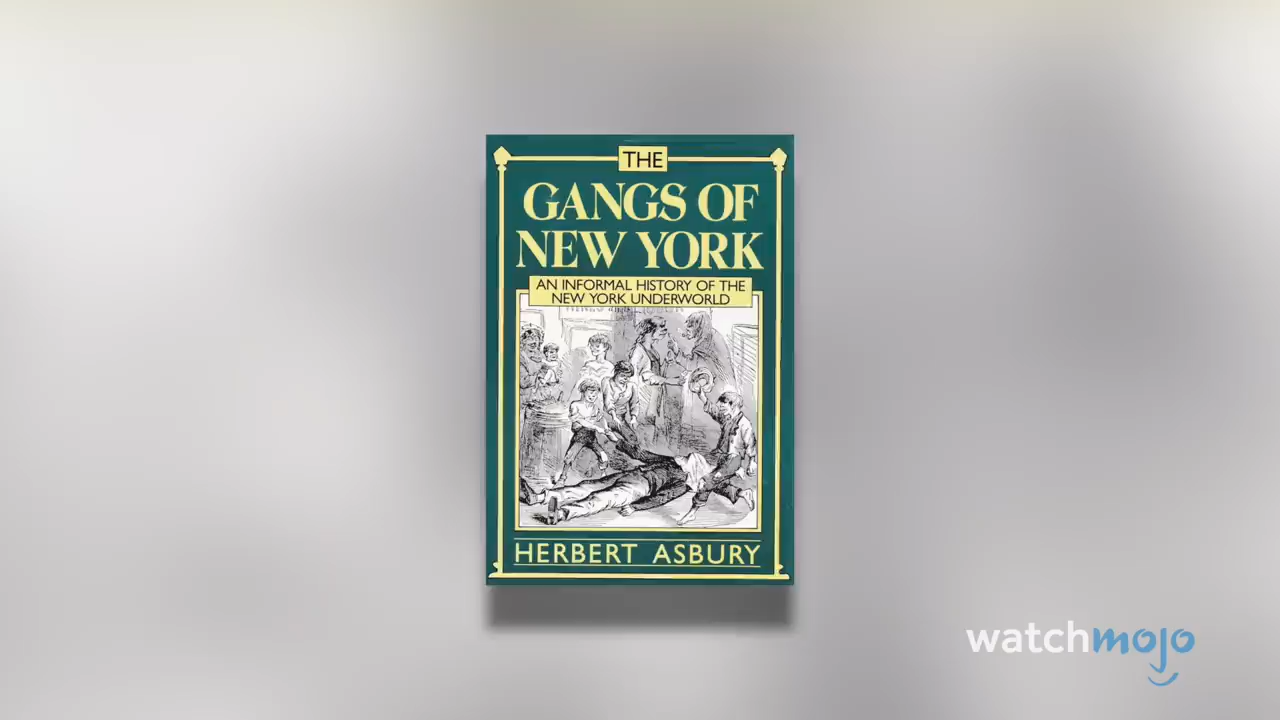 THE
GANGS OF
NEW YORK
AN INFORMAL HISTORY OF THE
NEW YORK UNDERWORLD
HERBERT ASBURY
watchmojo